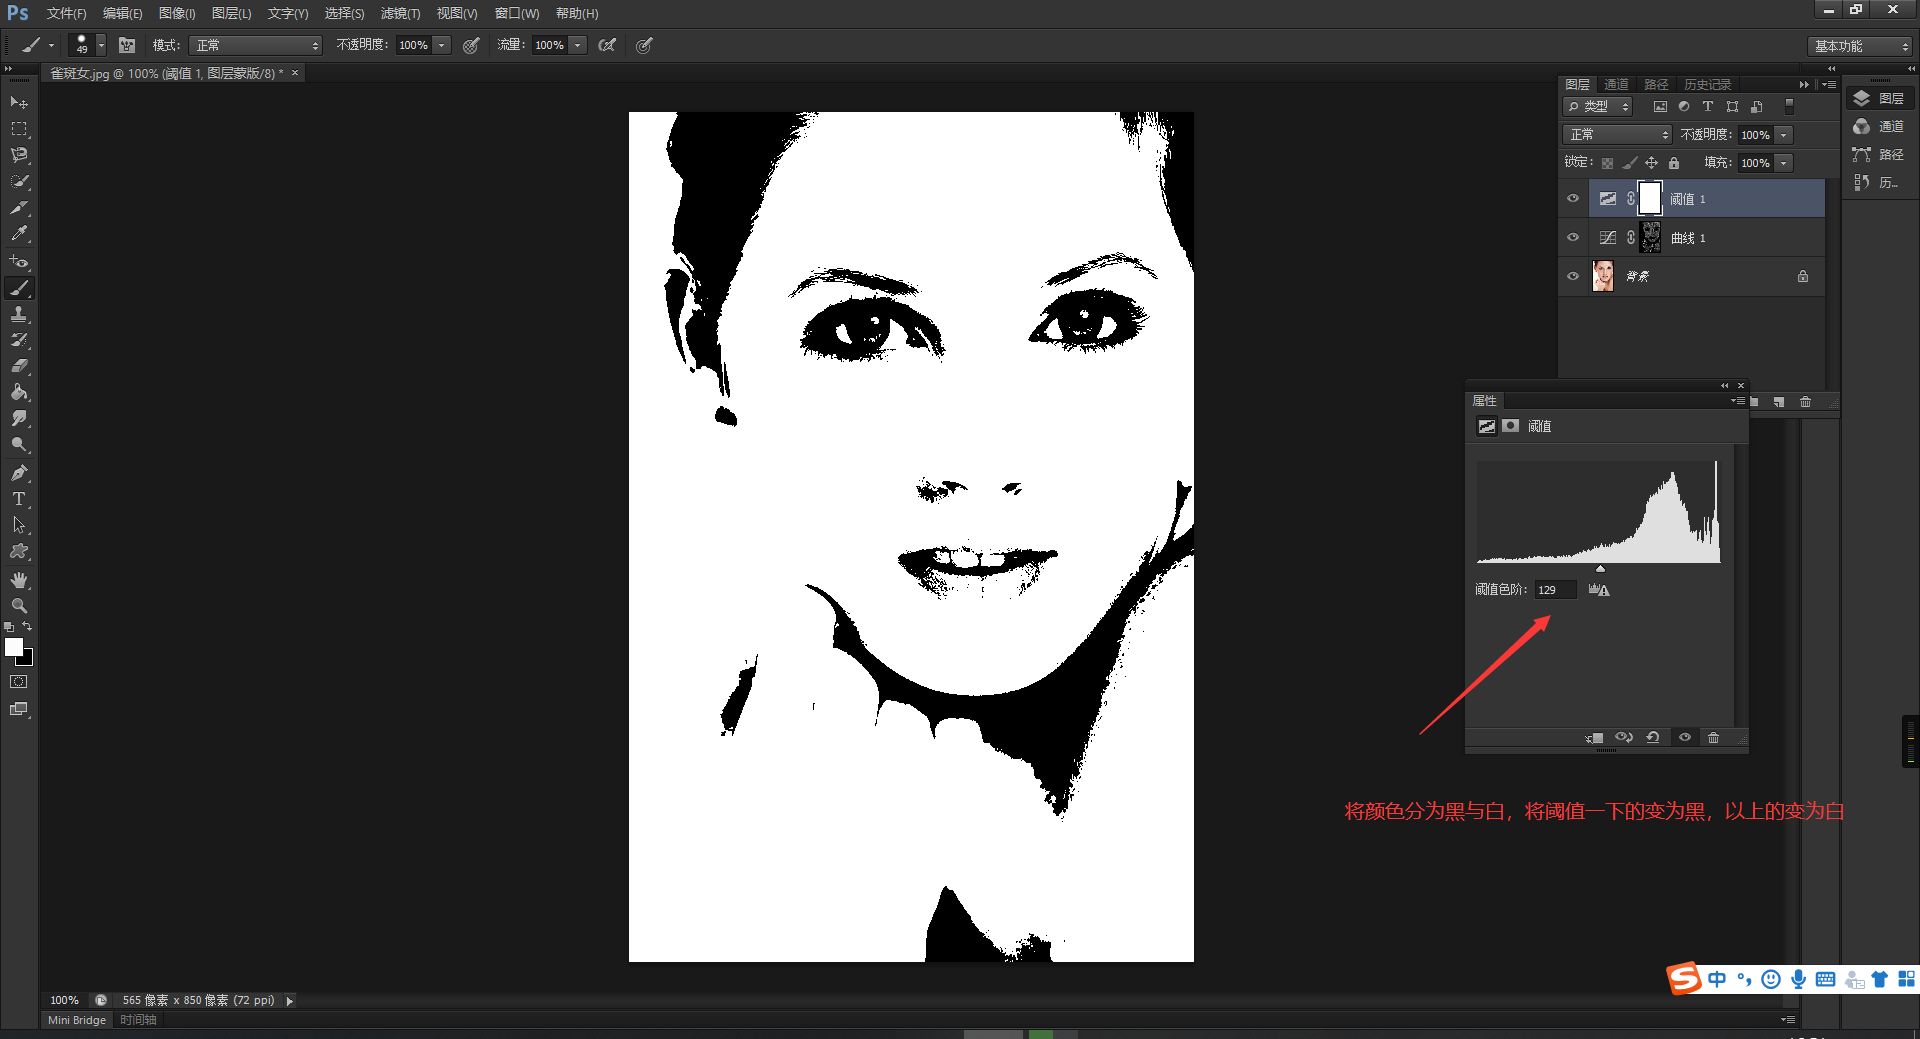 Ps 文件(F) 编辑(E) 图像(I) 图层(L) 文字(Y) 选择(S) 滤镜(T) 视图(V) 窗口(W) 帮助(H)
49 模式: 正常 不透明度: 100% 流量: 100% 基本功能
雀斑女.jpg @ 100% (阈值 1, 图层蒙版/8) * ×
图层 通道 路径 历史记录
类型
正常 不透明度: 100%
锁定: 填充: 100%
阈值 1
曲线 1
背景
图层
通道
路径
历...
属性
阈值
阈值色阶: 129
将颜色分为黑与白，将阈值一下的变为黑，以上的变为白
中
100% 565 像素 x 850 像素 (72 ppi)
Mini Bridge 时间轴